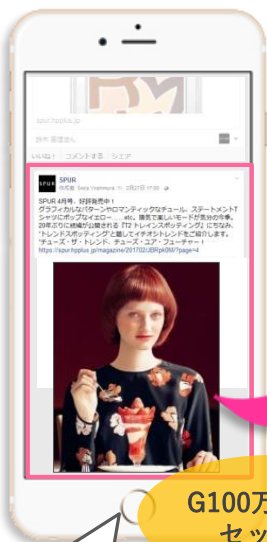 spur.hpplus.jp
いいね! コメントする シェア
SPUR
SPUR
SPUR 4月号、好評発売中！
グラフィカルなパターンやロマンティックなチュール、ステートメントT
シャツにポップなイエロー……etc。陽気で楽しいモードが気分の今季。
20年ぶりに続編が公開される『T2 トレインスポッティング』にちなみ、
"トレンドスポッティング"と題してイチオシトレンドをご紹介します。
"チューズ・ザ・トレンド、チューズ・ユア・フューチャー！
https://spur.hpplus.jp/magazine/201702/JBRpk0M/?page=4
G100万
セッ